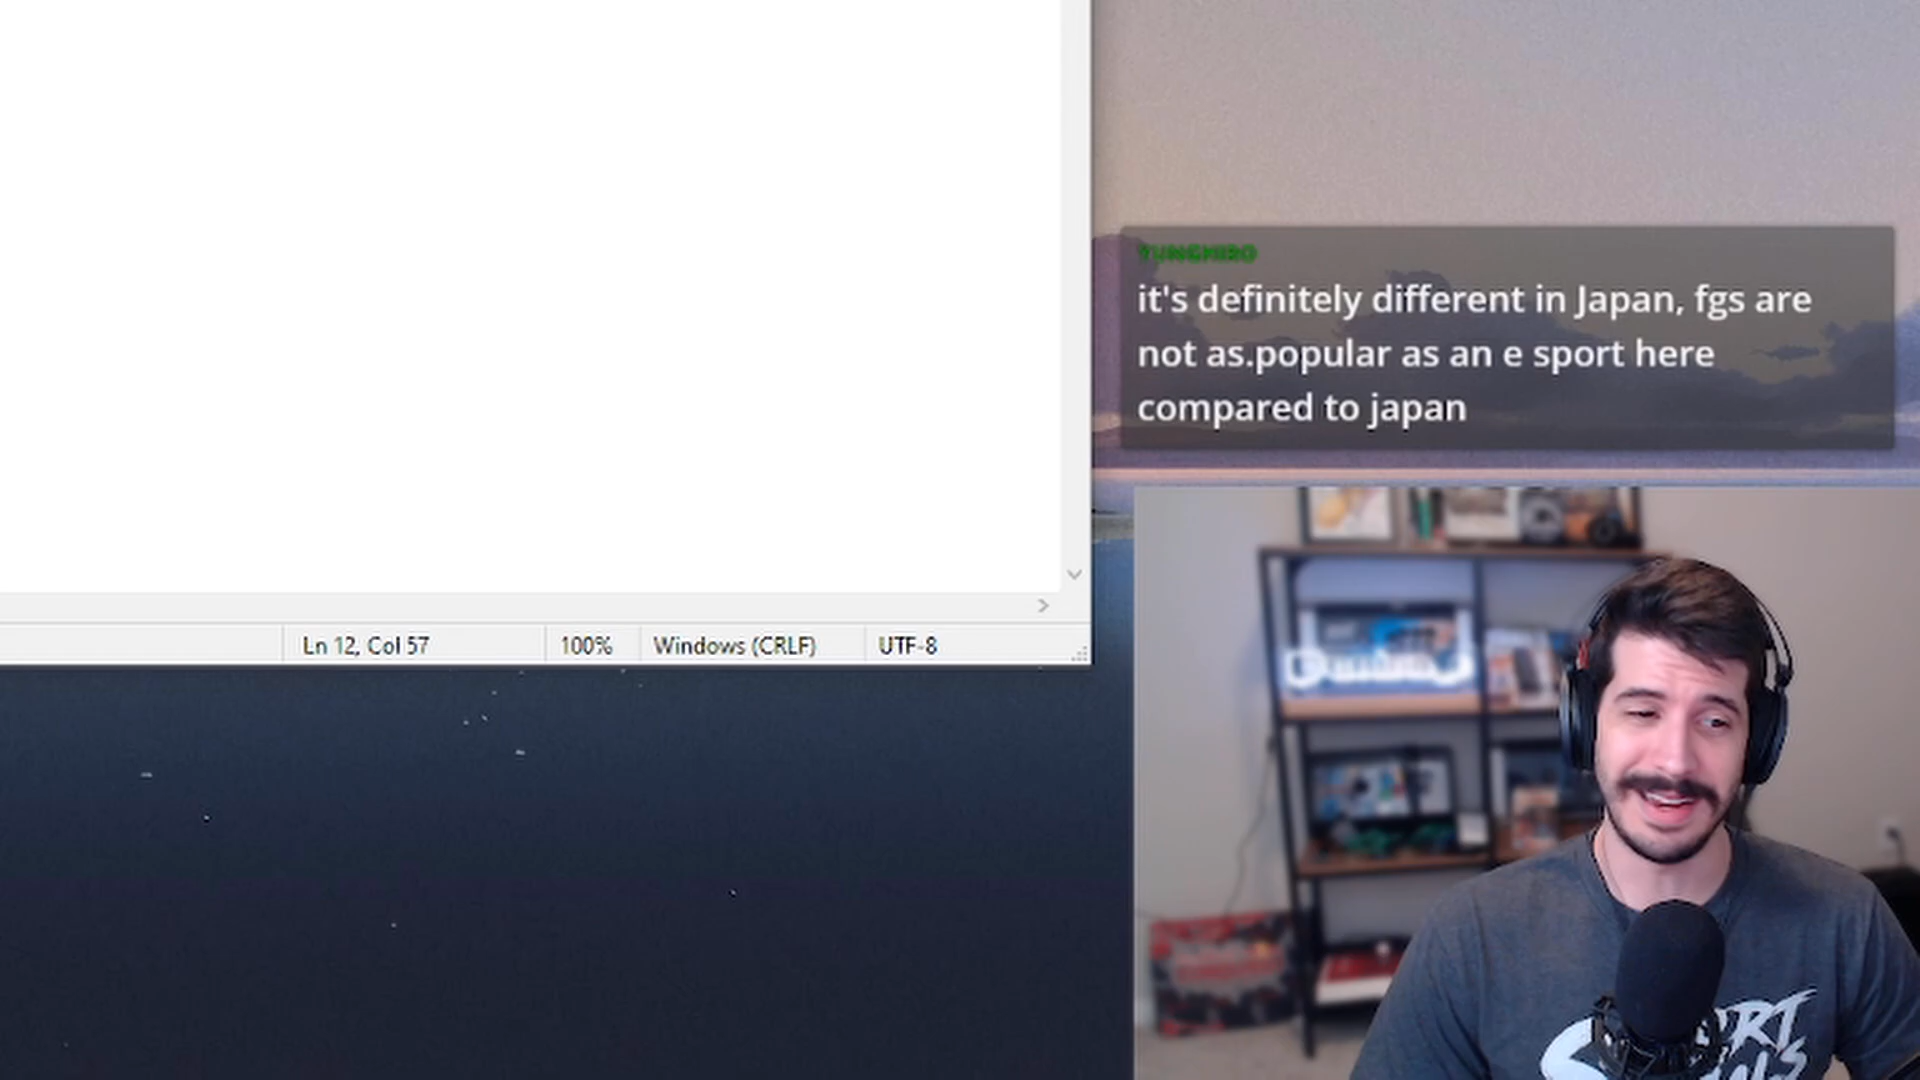 YUNGHIRO
it's definitely different in Japan, fgs are
not as.popular as an e sport here
compared to japan
Ln 12, Col 57
100%
Windows (CRLF)
UTF-8